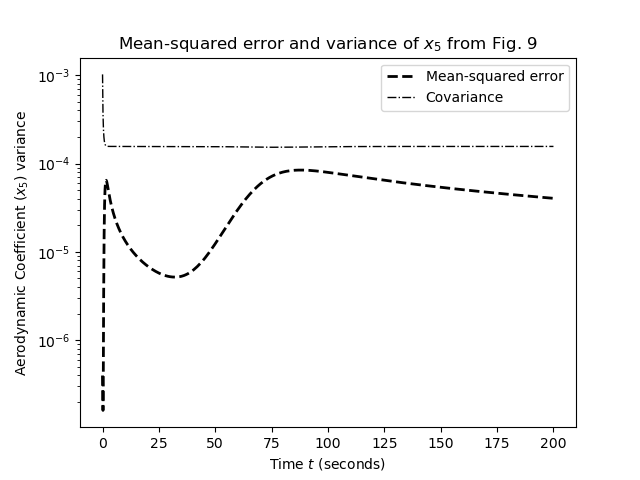 Mean-squared error and variance of x₅ from Fig. 9
Mean-squared error
Covariance
Aerodynamic Coefficient (x₅) variance
10⁻³
10⁻⁴
10⁻⁵
10⁻⁶
0 25 50 75 100 125 150 175 200
Time t (seconds)